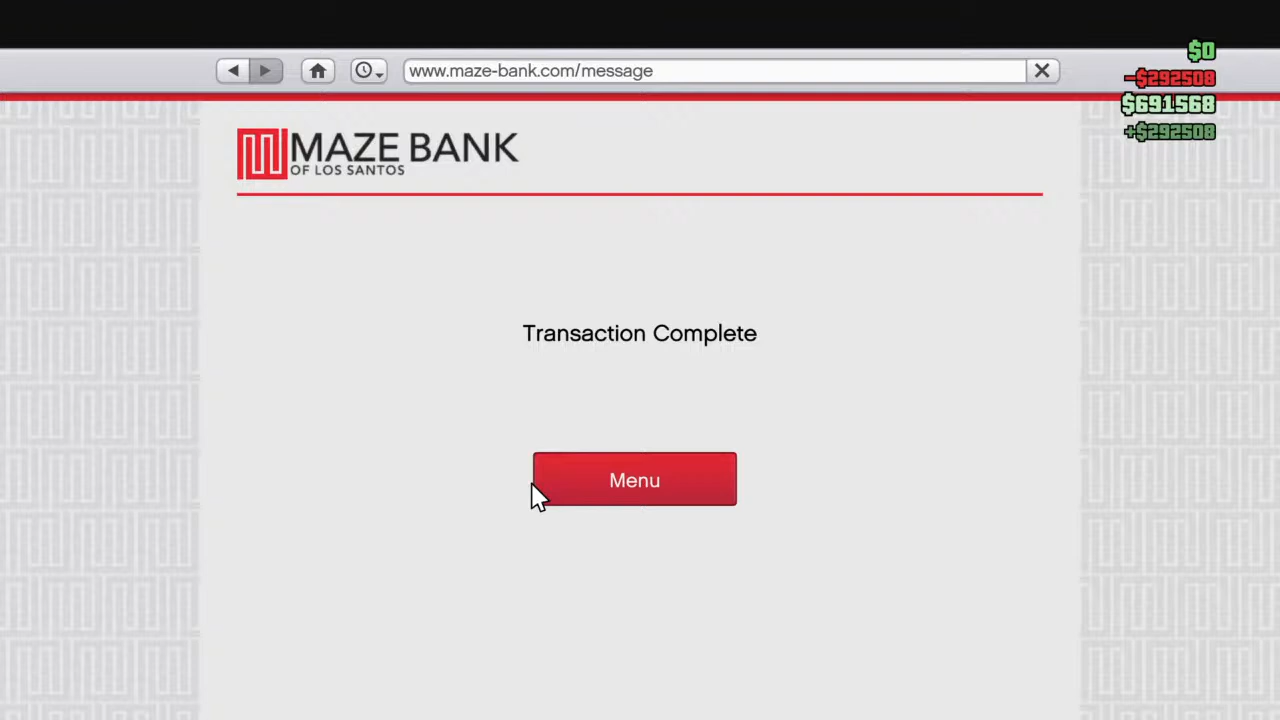 www.maze-bank.com/message
$0
-$292508
$691568
+$292508
MAZE BANK
OF LOS SANTOS
Transaction Complete
Menu